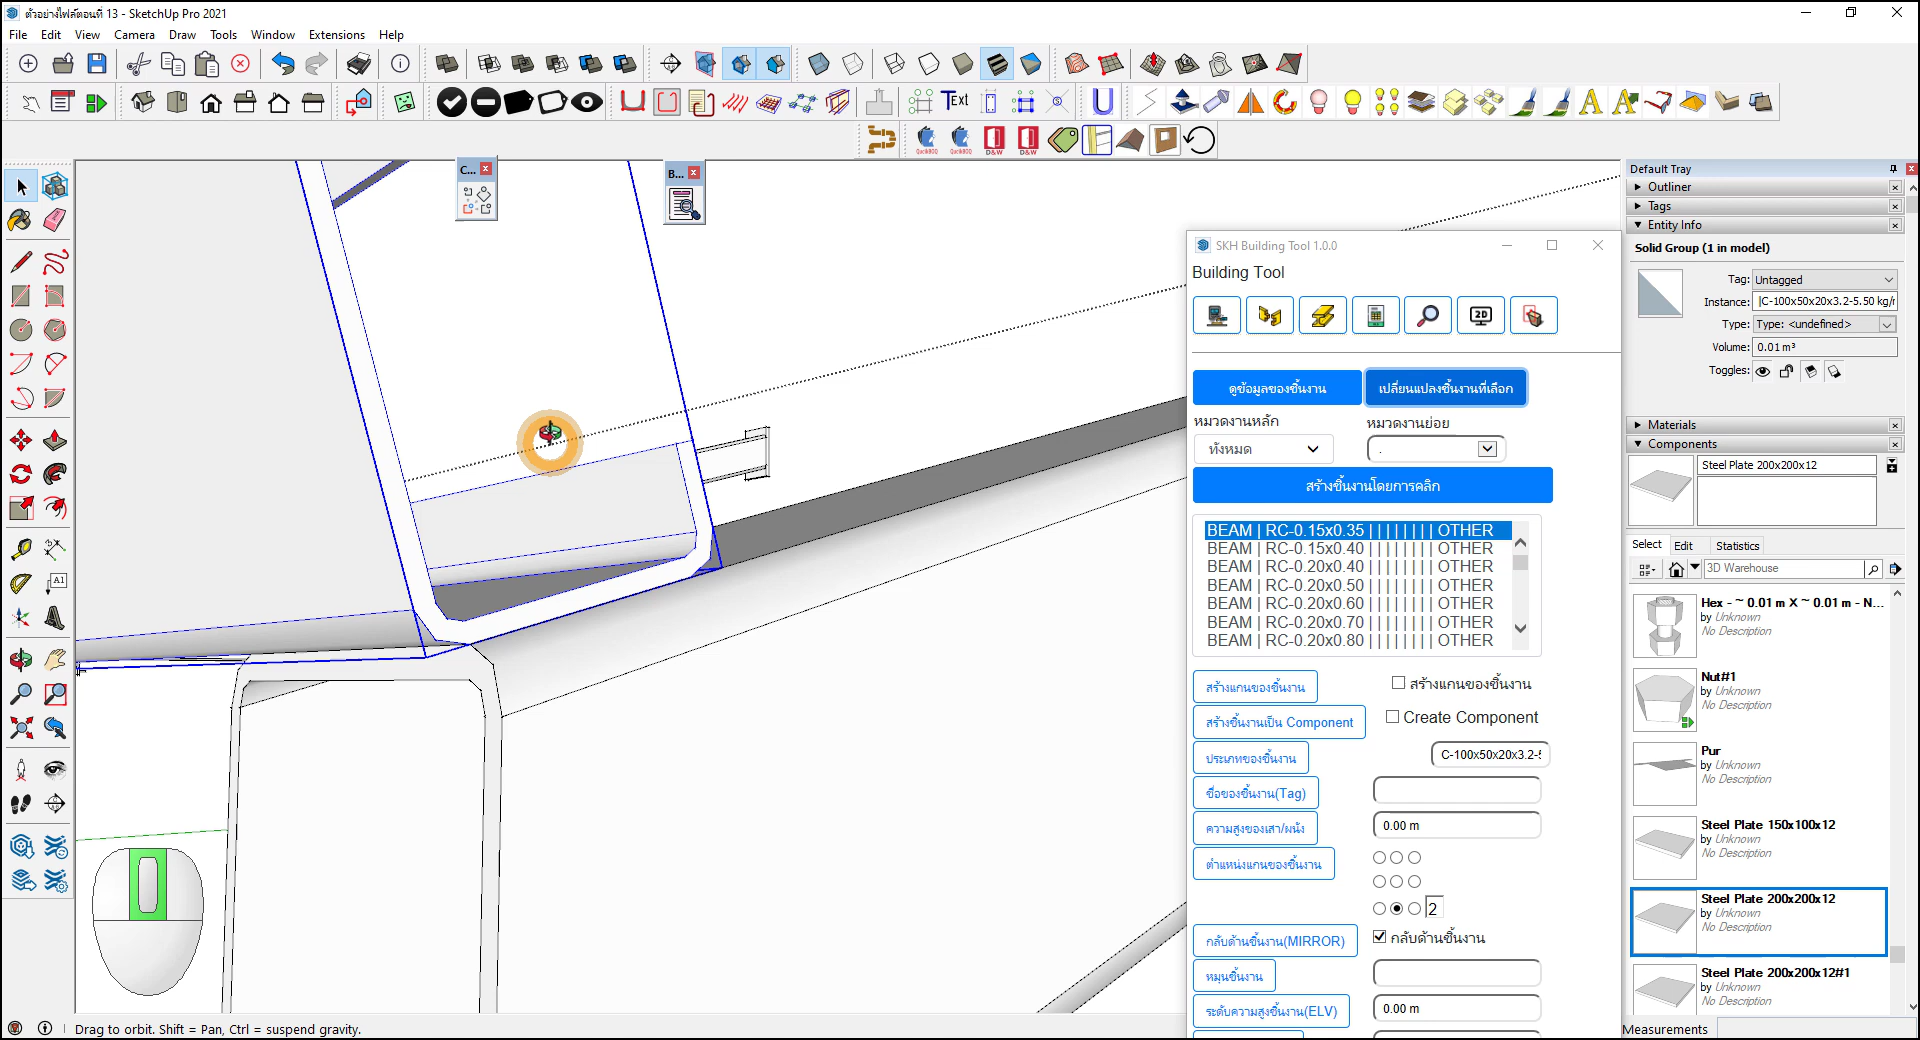 ตัวอย่างไฟล์ตอนที่ 13 - SketchUp Pro 2021
File Edit View Camera Draw Tools Window Extensions Help
Text
QuickBOQ QuickBOQ D&W D&W
C...
B...
A1
SKH Building Tool 1.0.0
Building Tool
2D
ดูข้อมูลของชิ้นงาน
เปลี่ยนแปลงชิ้นงานที่เลือก
หมวดงานหลัก
หมวดงานย่อย
ทั้งหมด
.
สร้างชิ้นงานโดยการคลิก
BEAM | RC-0.15x0.35 | | | | | | | | OTHER
BEAM | RC-0.15x0.40 | | | | | | | | OTHER
BEAM | RC-0.20x0.40 | | | | | | | | OTHER
BEAM | RC-0.20x0.50 | | | | | | | | OTHER
BEAM | RC-0.20x0.60 | | | | | | | | OTHER
BEAM | RC-0.20x0.70 | | | | | | | | OTHER
BEAM | RC-0.20x0.80 | | | | | | | | OTHER
สร้างแกนของชิ้นงาน
สร้างแกนของชิ้นงาน
สร้างชิ้นงานเป็น Component
Create Component
ประเภทของชิ้นงาน
C-100x50x20x3.2-5
ชื่อของชิ้นงาน(Tag)
ความสูงของเสา/ผนัง
0.00 m
ตำแหน่งแกนของชิ้นงาน
2
กลับด้านชิ้นงาน(MIRROR)
กลับด้านชิ้นงาน
หมุนชิ้นงาน
ระดับความสูงชิ้นงาน(ELV)
0.00 m
Default Tray
Outliner
Tags
Entity Info
Solid Group (1 in model)
Tag: Untagged
Instance: |C-100x50x20x3.2-5.50 kg/r
Type: Type: <undefined>
Volume: 0.01 m³
Toggles:
Materials
Components
Steel Plate 200x200x12
Select Edit Statistics
3D Warehouse
Hex - ~ 0.01 m X ~ 0.01 m - N...
by Unknown
No Description
Nut#1
by Unknown
No Description
Pur
by Unknown
No Description
Steel Plate 150x100x12
by Unknown
No Description
Steel Plate 200x200x12
by Unknown
No Description
Steel Plate 200x200x12#1
by Unknown
No Description
Drag to orbit. Shift = Pan, Ctrl = suspend gravity.
Measurements